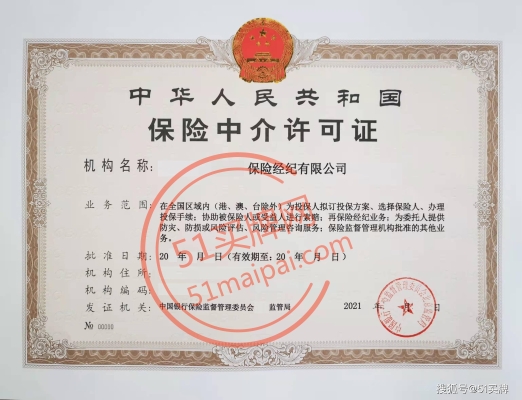 中华人民共和国
保险中介许可证
机构名称： 保险经纪有限公司
业务范围： 在全国区域内（港、澳、台除外）为投保人拟订投保方案、选择保险人、办理
投保手续；协助被保险人或受益人进行索赔；再保险经纪业务；为委托人提供
防灾、防损或风险评估、风险管理咨询服务；保险监督管理机构批准的其他业
务。
批准日期： 20 年 月 日（有效期至：20 年 月 日）
机构住所：
机构编码：
发证机关： 中国银行保险监督管理委员会 监管局 2021 年 日
№ 00000
51买牌网
51maipai.com
搜狐号@51买牌